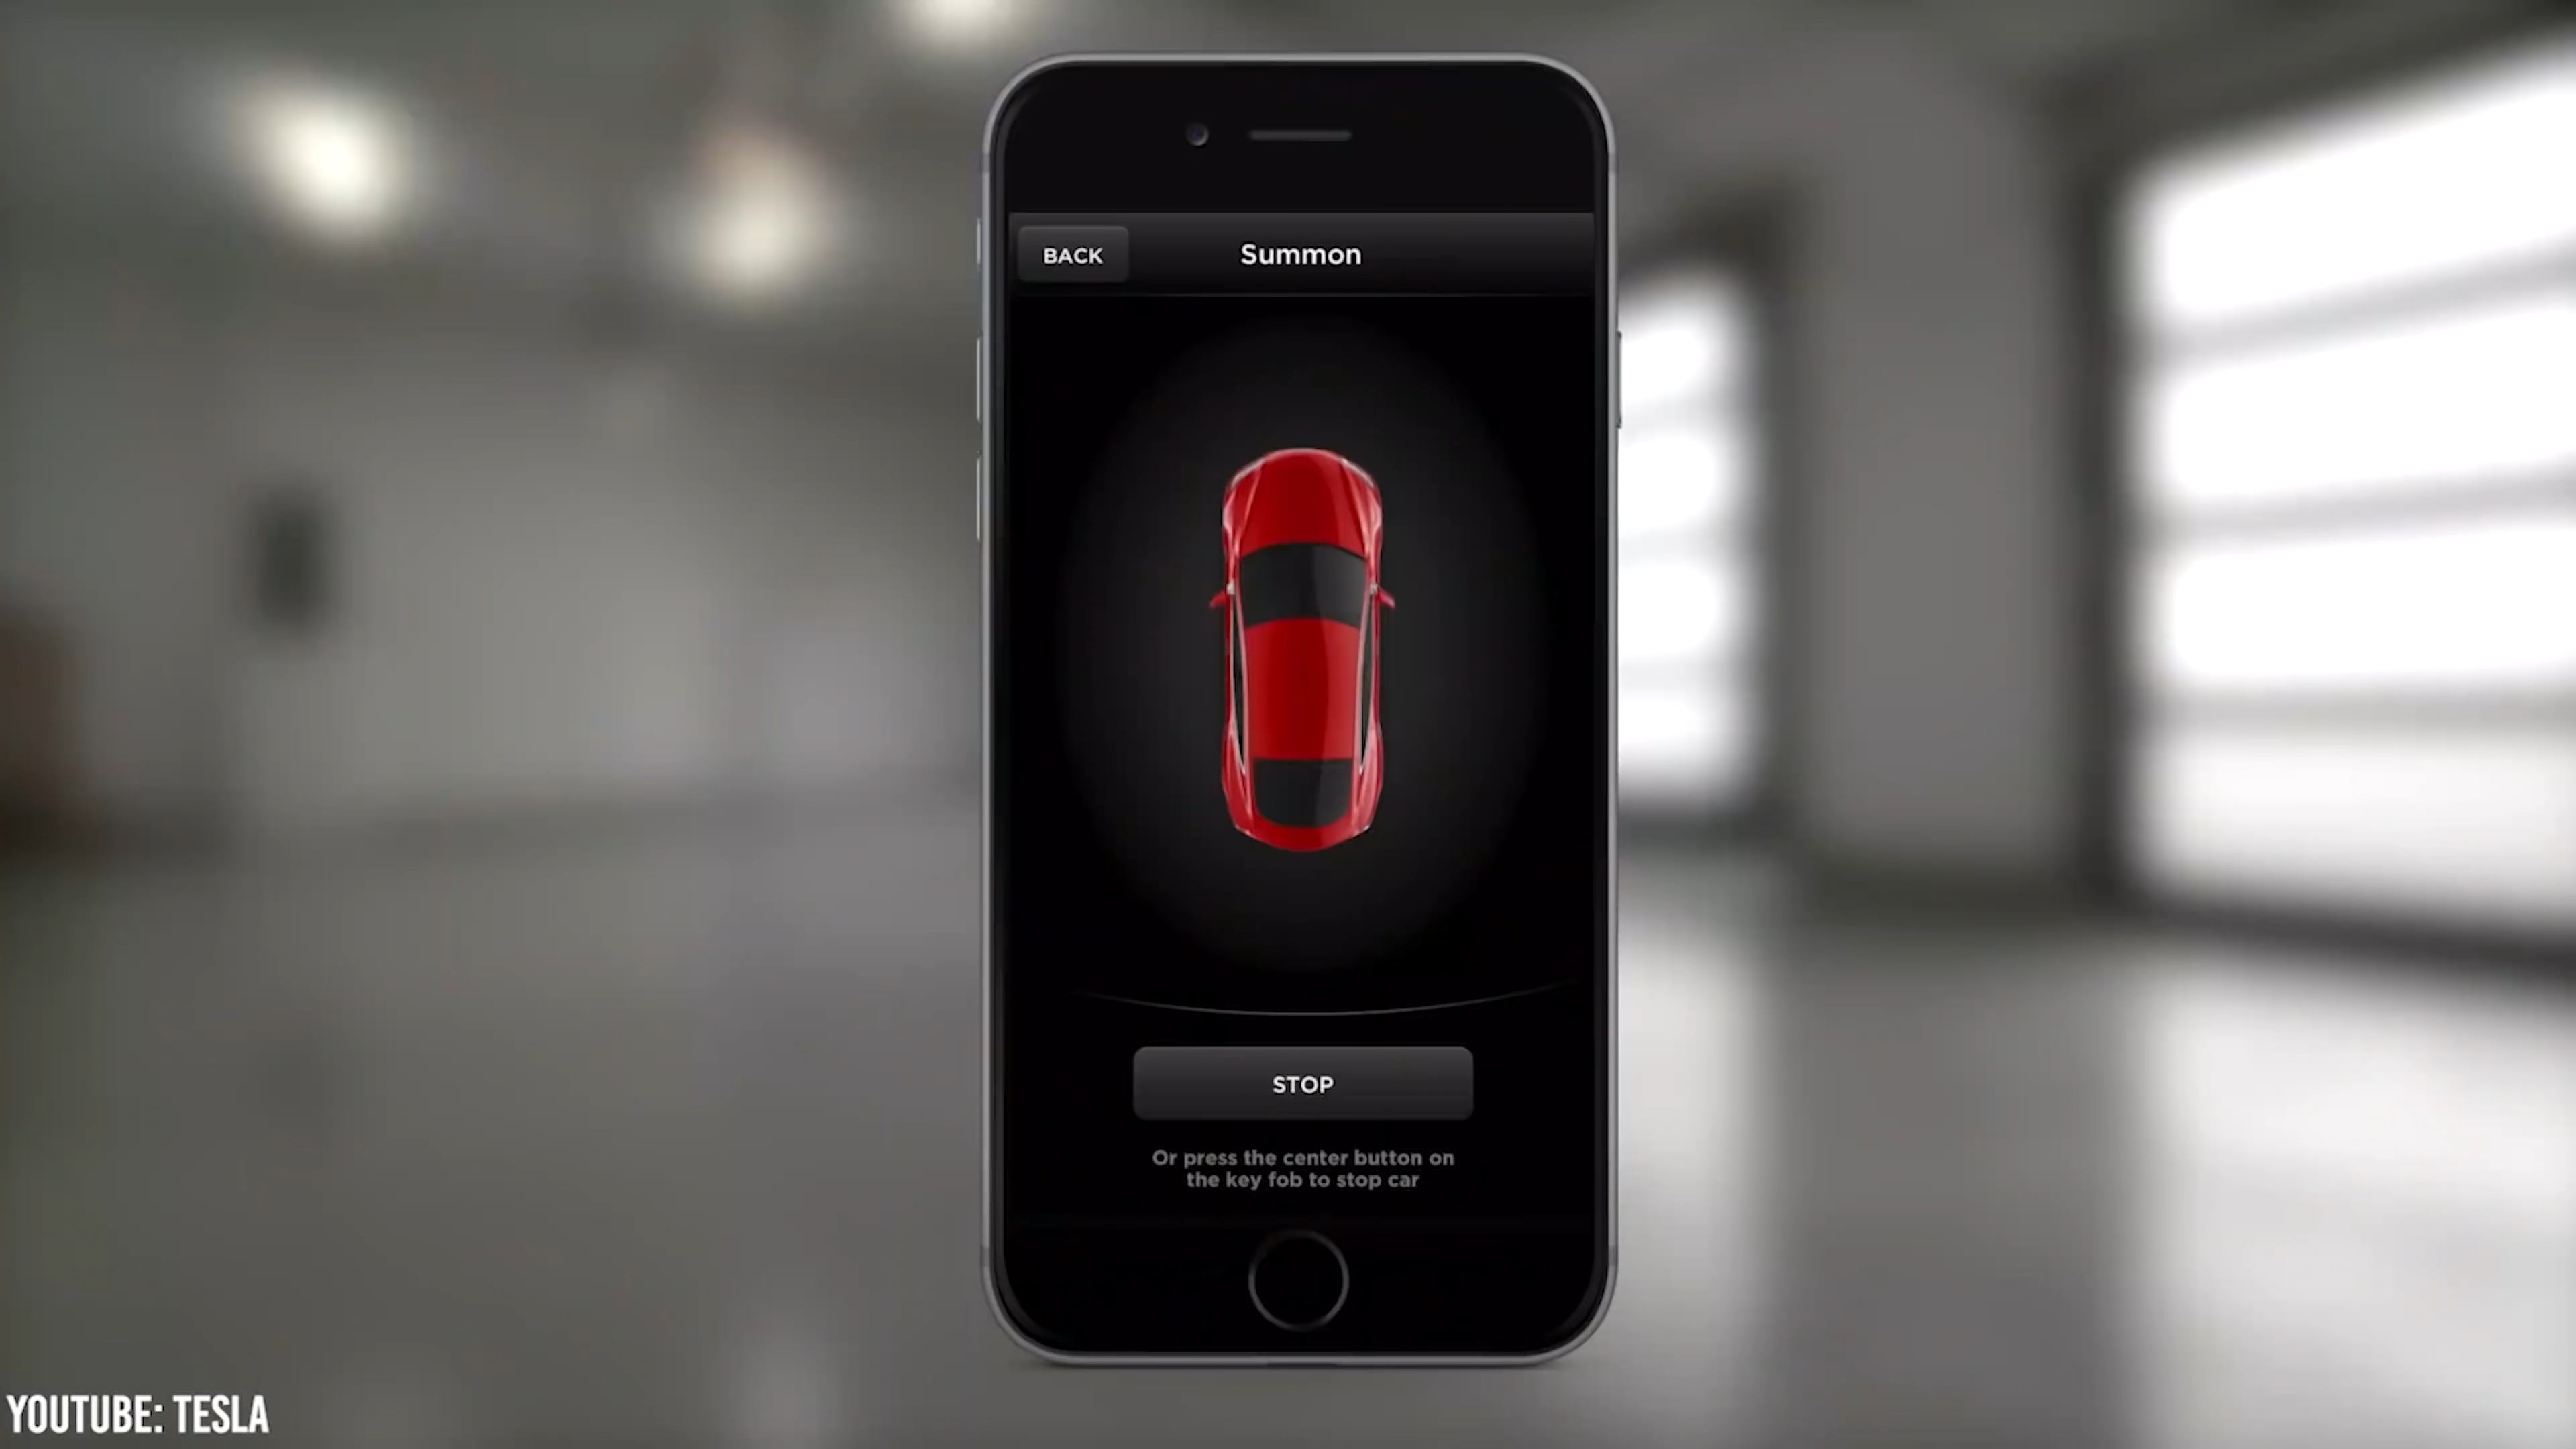 BACK
Summon
STOP
Or press the center button on
the key fob to stop car
YOUTUBE: TESLA